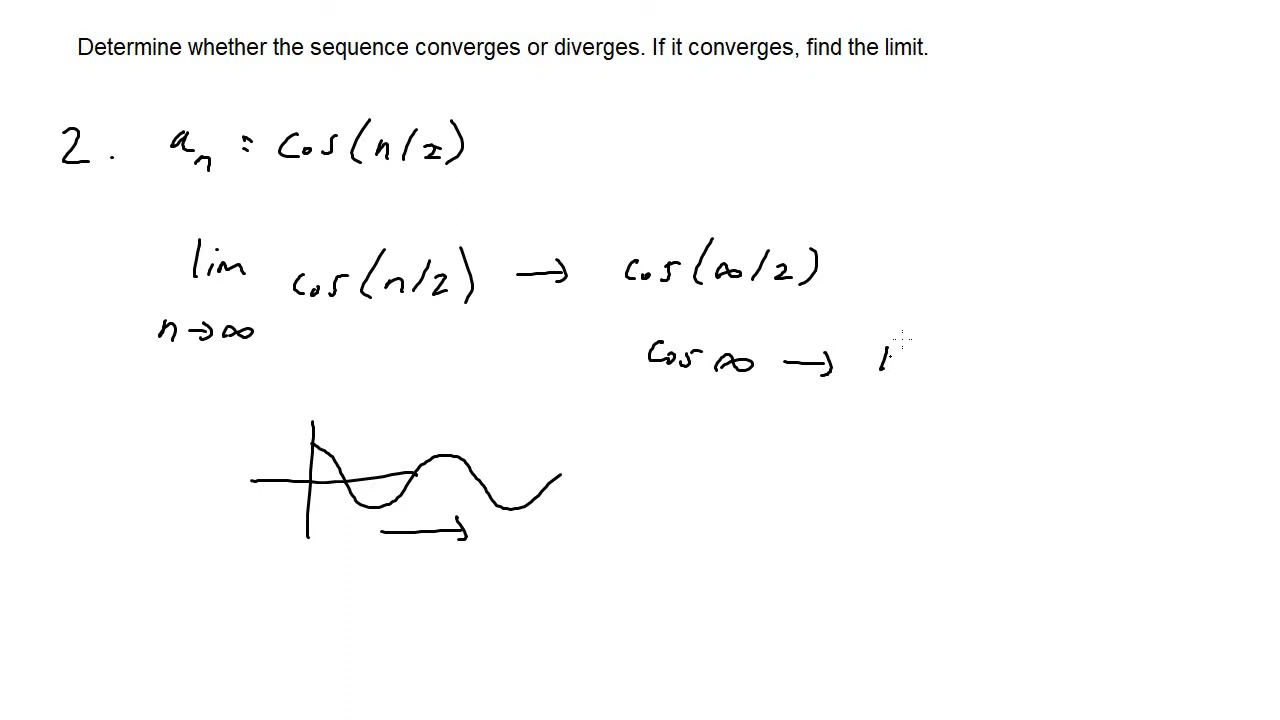 Determine whether the sequence converges or diverges. If it converges, find the limit.
2. aₙ = cos(n/2)
lim cos(n/2) → cos(∞/2)
n→∞
cos ∞ →